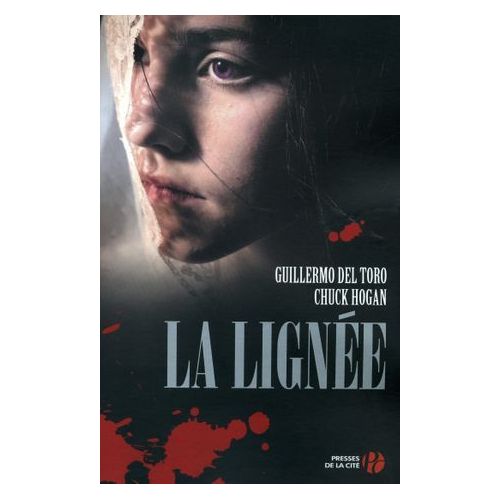 GUILLERMO DEL TORO
CHUCK HOGAN
LA LIGNÉE
PRESSES
DE LA CITÉ